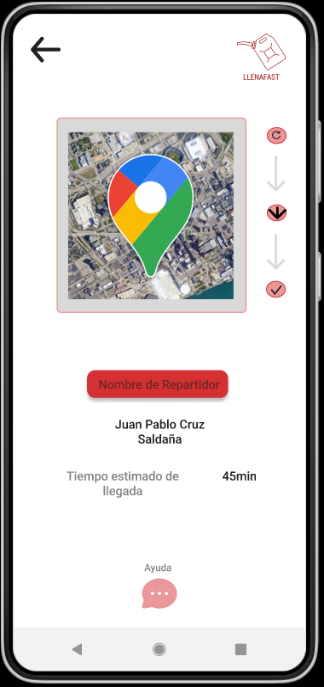 LLENAFAST
Nombre de Repartidor
Juan Pablo Cruz
Saldaña
Tiempo estimado de
llegada
45min
Ayuda